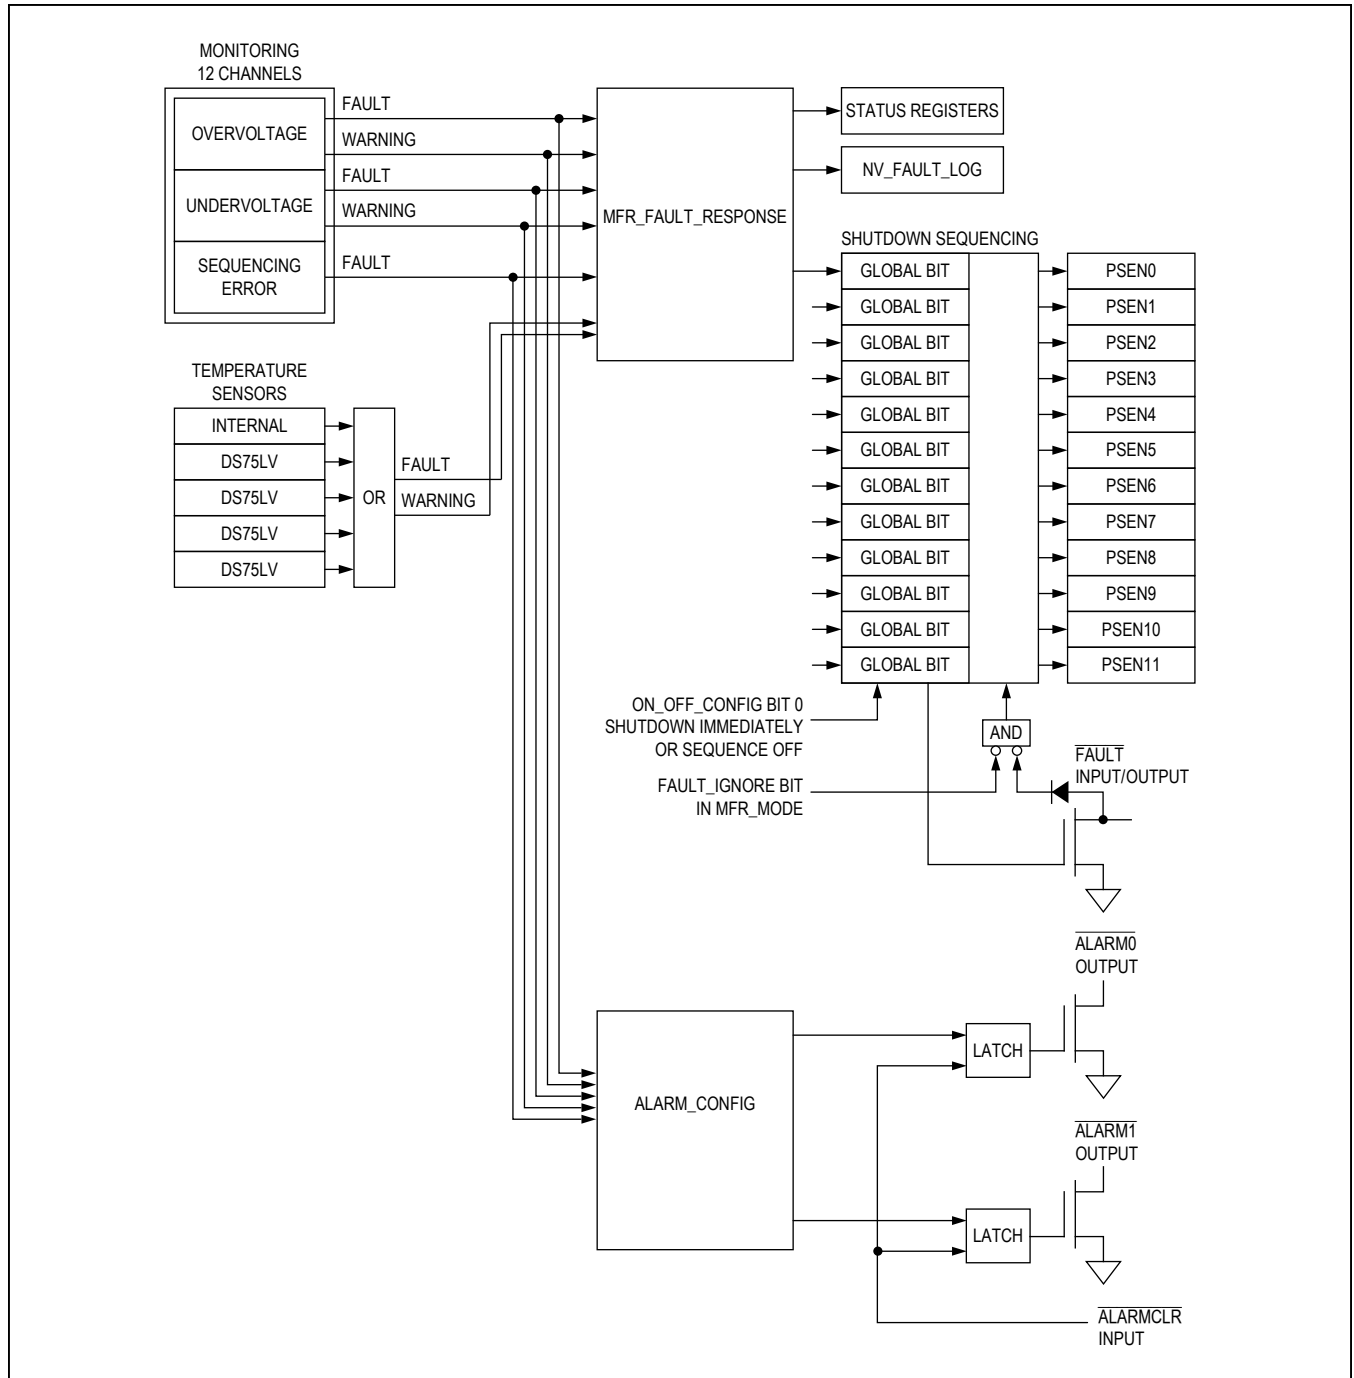 MONITORING
12 CHANNELS
OVERVOLTAGE
UNDERVOLTAGE
SEQUENCING
ERROR
FAULT
WARNING
FAULT
WARNING
FAULT
TEMPERATURE
SENSORS
INTERNAL
DS75LV
DS75LV
DS75LV
DS75LV
OR
FAULT
WARNING
MFR_FAULT_RESPONSE
STATUS REGISTERS
NV_FAULT_LOG
SHUTDOWN SEQUENCING
GLOBAL BIT
PSEN0
GLOBAL BIT
PSEN1
GLOBAL BIT
PSEN2
GLOBAL BIT
PSEN3
GLOBAL BIT
PSEN4
GLOBAL BIT
PSEN5
GLOBAL BIT
PSEN6
GLOBAL BIT
PSEN7
GLOBAL BIT
PSEN8
GLOBAL BIT
PSEN9
GLOBAL BIT
PSEN10
GLOBAL BIT
PSEN11
ON_OFF_CONFIG BIT 0
SHUTDOWN IMMEDIATELY
OR SEQUENCE OFF
AND
FAULT_IGNORE BIT
IN MFR_MODE
FAULT
INPUT/OUTPUT
ALARM_CONFIG
ALARM0
OUTPUT
LATCH
ALARM1
OUTPUT
LATCH
ALARMCLR
INPUT